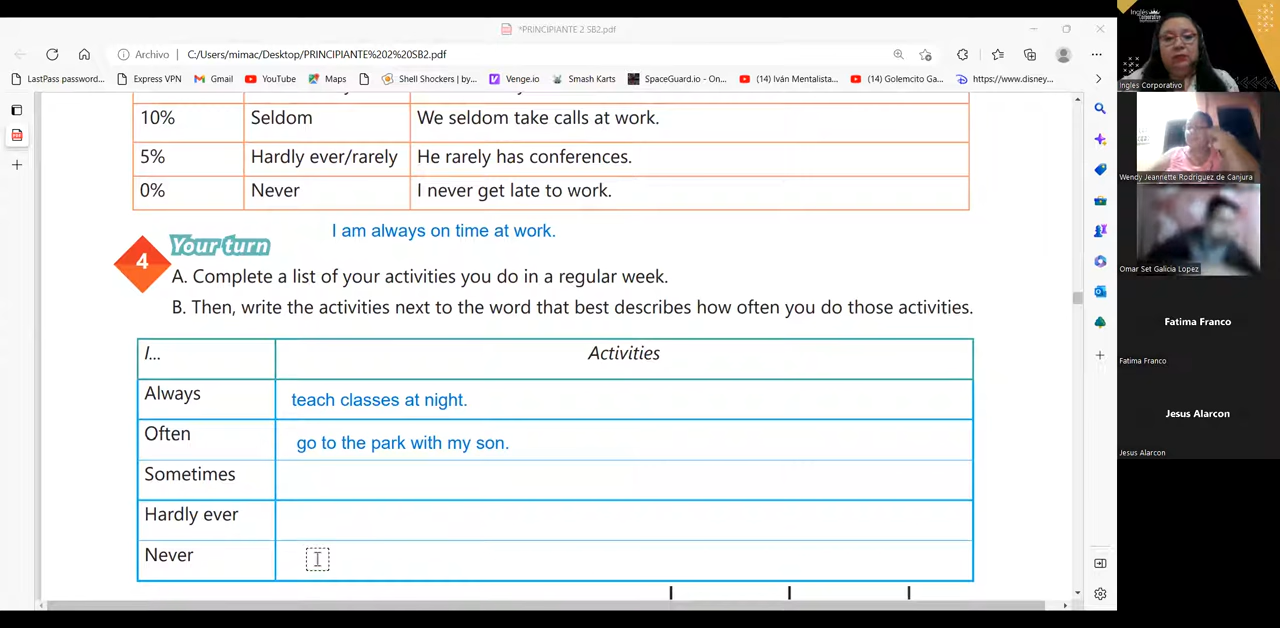 *PRINCIPIANTE 2 SB2.pdf
Archivo C:/Users/mimac/Desktop/PRINCIPIANTE%202%20SB2.pdf
LastPass password... Express VPN Gmail YouTube Maps Shell Shockers | by... Venge.io Smash Karts SpaceGuard.io - On... (14) Iván Mentalista... (14) Golemcito Ga... https://www.disney...
10% Seldom We seldom take calls at work.
5% Hardly ever/rarely He rarely has conferences.
0% Never I never get late to work.
I am always on time at work.
4 Your turn
A. Complete a list of your activities you do in a regular week.
B. Then, write the activities next to the word that best describes how often you do those activities.
I... Activities
Always teach classes at night.
Often go to the park with my son.
Sometimes
Hardly ever
Never
Inglés Corporativo
Ingles Corporativo
Wendy Jeannette Rodriguez de Canjura
Omar Set Galicia Lopez
Fatima Franco
Fatima Franco
Jesus Alarcon
Jesus Alarcon